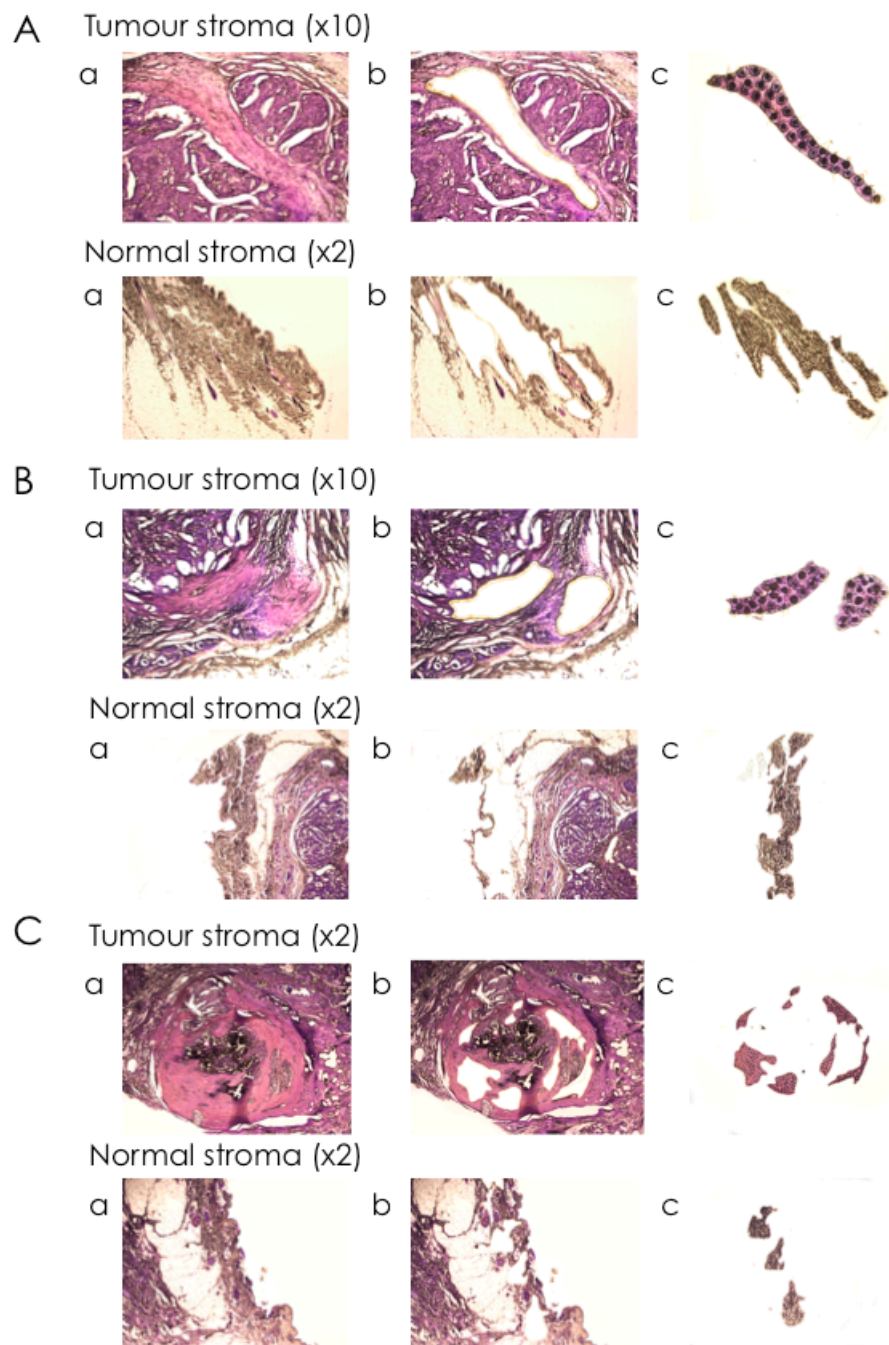 A Tumour stroma (x10)
a b c
Normal stroma (x2)
a b c
B Tumour stroma (x10)
a b c
Normal stroma (x2)
a b c
C Tumour stroma (x2)
a b c
Normal stroma (x2)
a b c